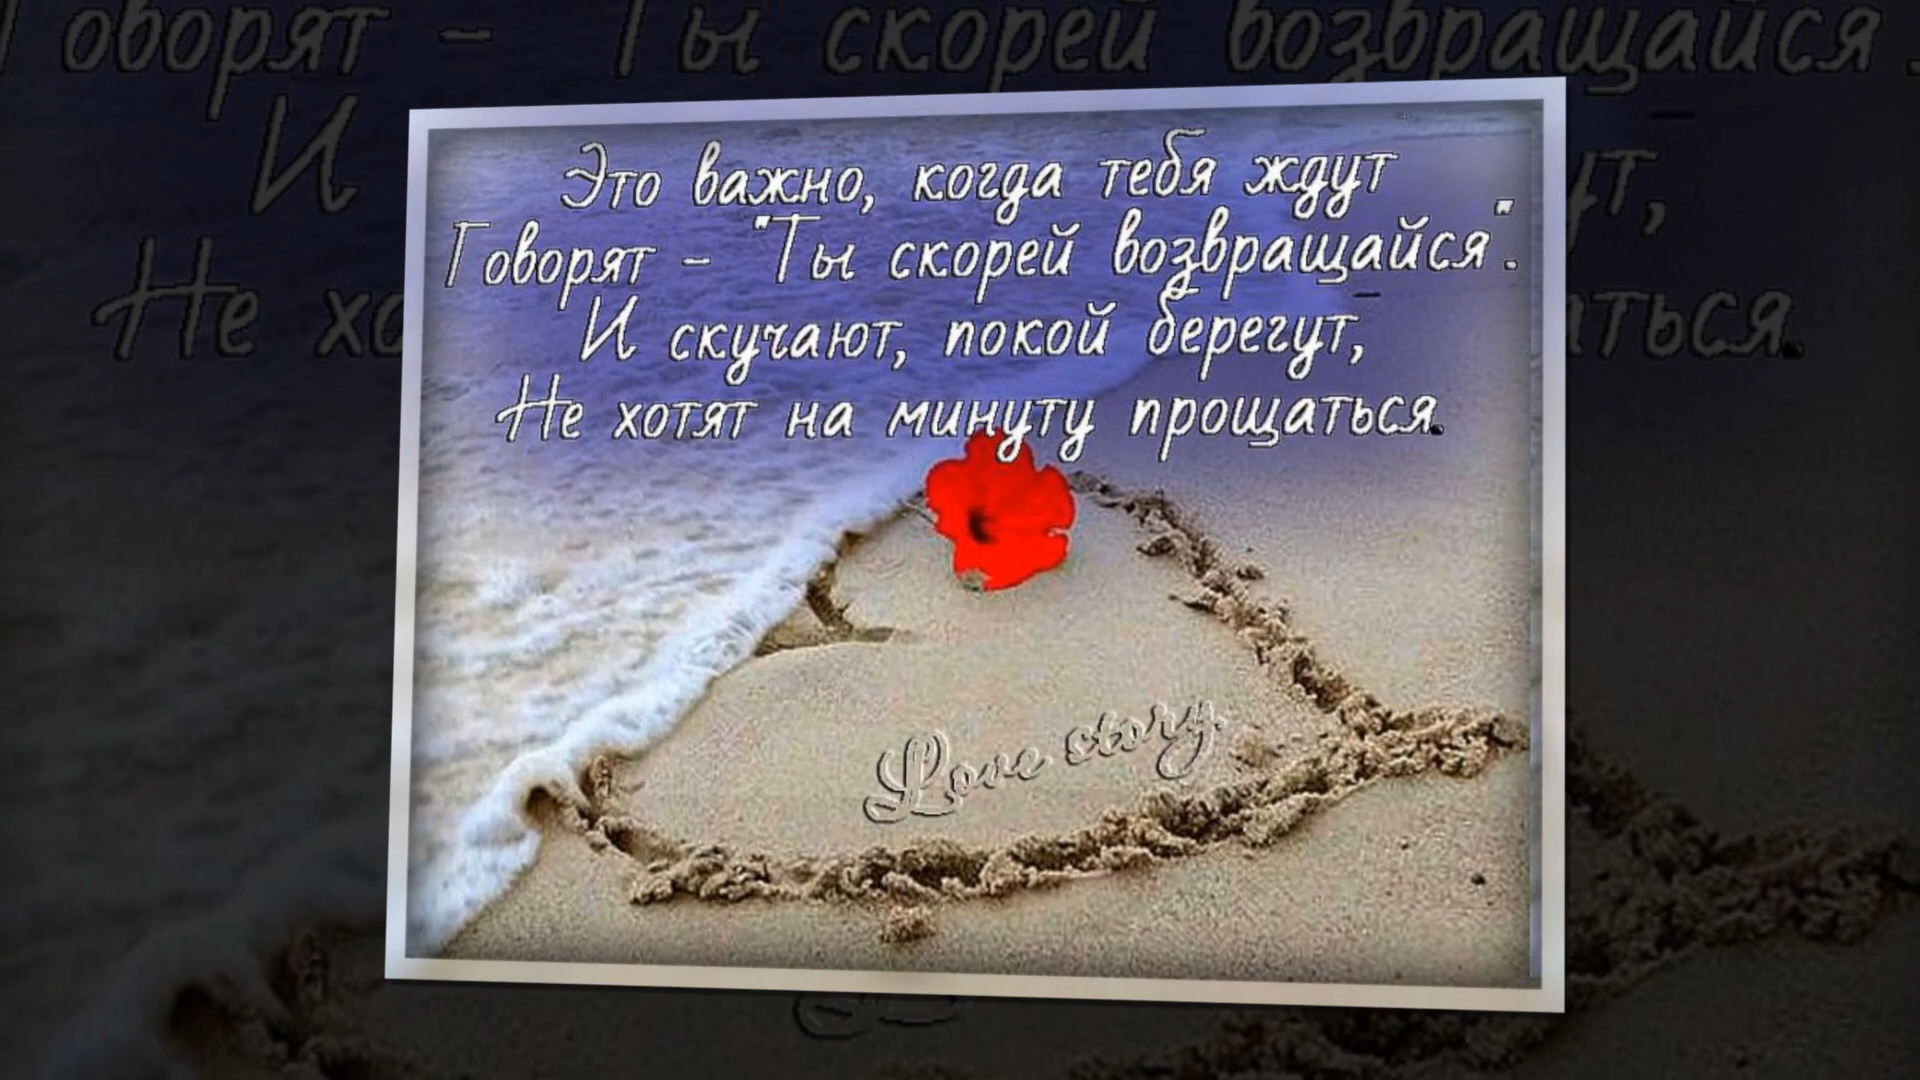 Это важно, когда тебя ждут
Говорят - "Ты скорей возвращайся".
И скучают, покой берегут,
Не хотят на минуту прощаться.
Love story